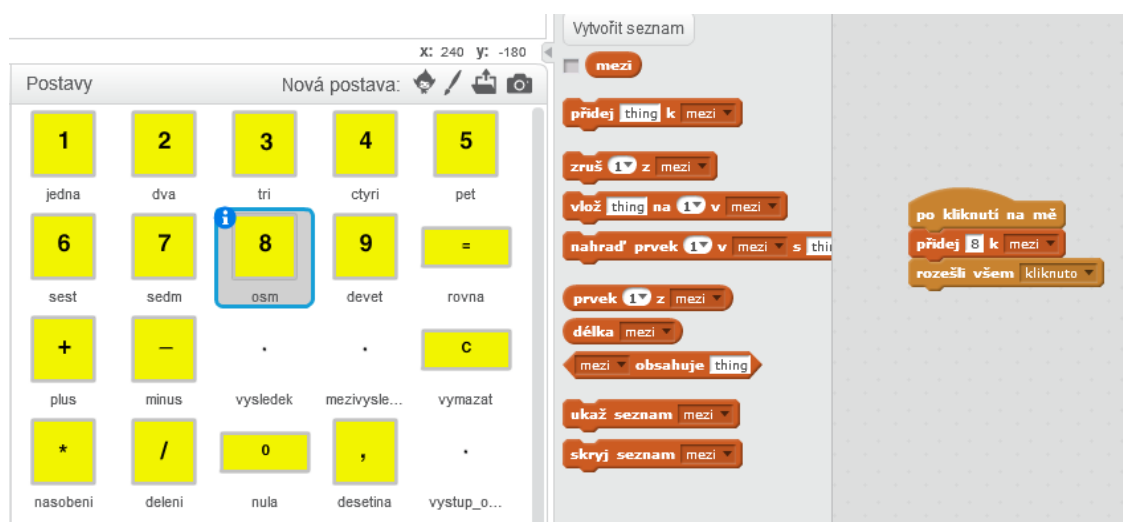 x: 240 y: -180
Postavy Nová postava:
1 2 3 4 5
jedna dva tri ctyri pet
6 7 8 9 =
sest sedm osm devet rovna
+ − . . C
plus minus vysledek mezivysle... vymazat
* / 0 , .
nasobeni deleni nula desetina vystup_o...
Vytvořit seznam
mezi
přidej thing k mezi
zruš 1 z mezi
vlož thing na 1 v mezi
nahraď prvek 1 v mezi s thi
prvek 1 z mezi
délka mezi
mezi obsahuje thing
ukaž seznam mezi
skryj seznam mezi
po kliknutí na mě
přidej 8 k mezi
rozešli všem kliknuto